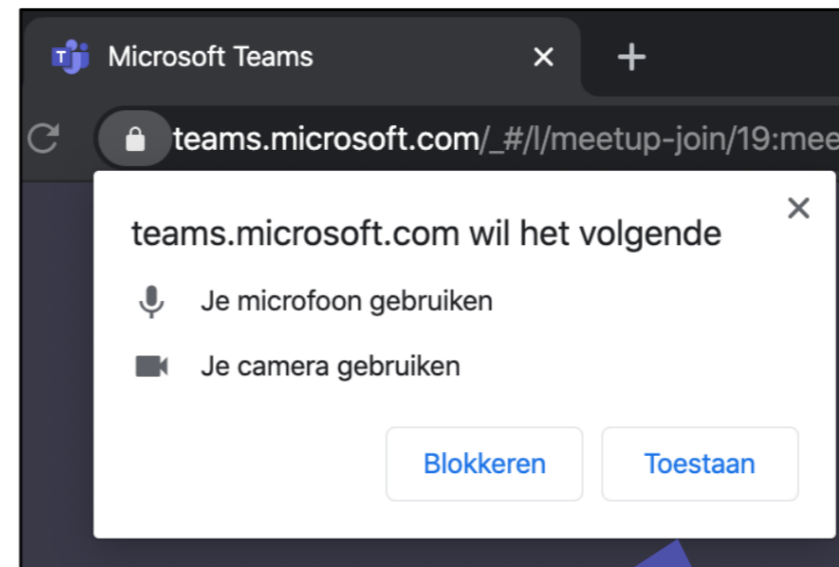 Microsoft Teams
teams.microsoft.com/_#/l/meetup-join/19:mee
teams.microsoft.com wil het volgende
Je microfoon gebruiken
Je camera gebruiken
Blokkeren Toestaan